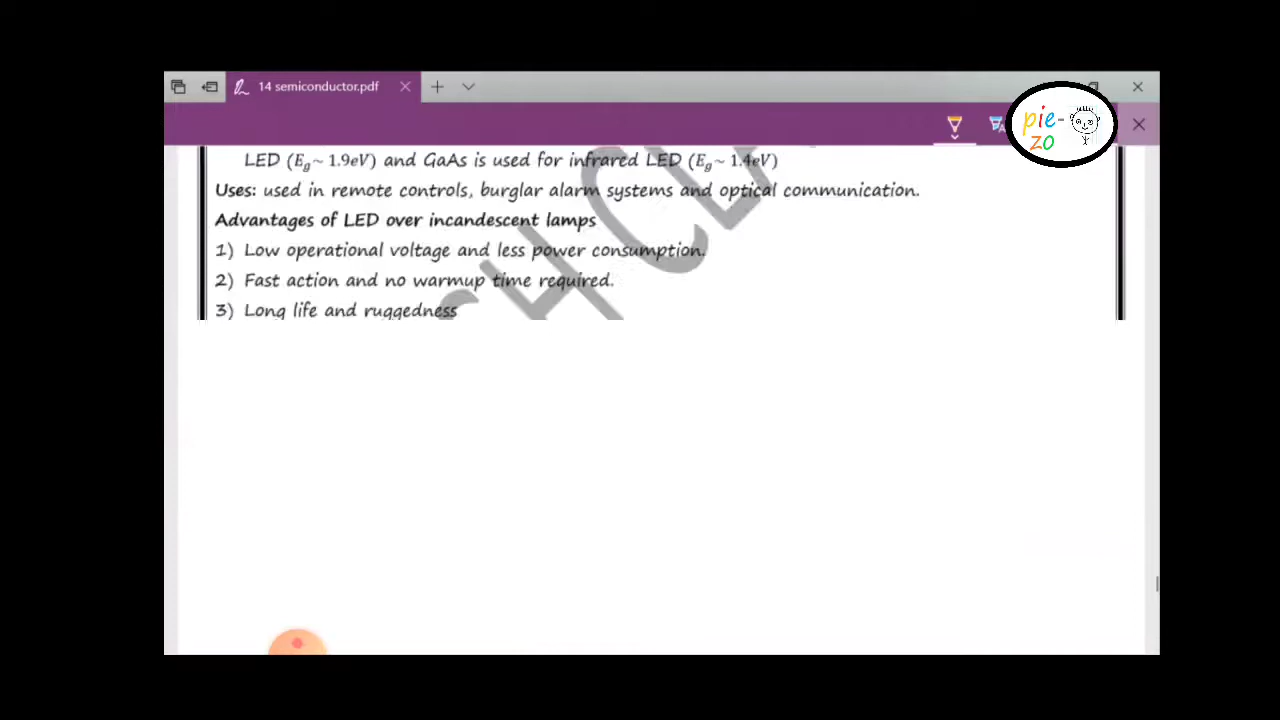 14 semiconductor.pdf
pie-
zo
LED (Eg~ 1.9eV) and GaAs is used for infrared LED (Eg~ 1.4eV)
Uses: used in remote controls, burglar alarm systems and optical communication.
Advantages of LED over incandescent lamps
1) Low operational voltage and less power consumption.
2) Fast action and no warmup time required.
3) Long life and ruggedness